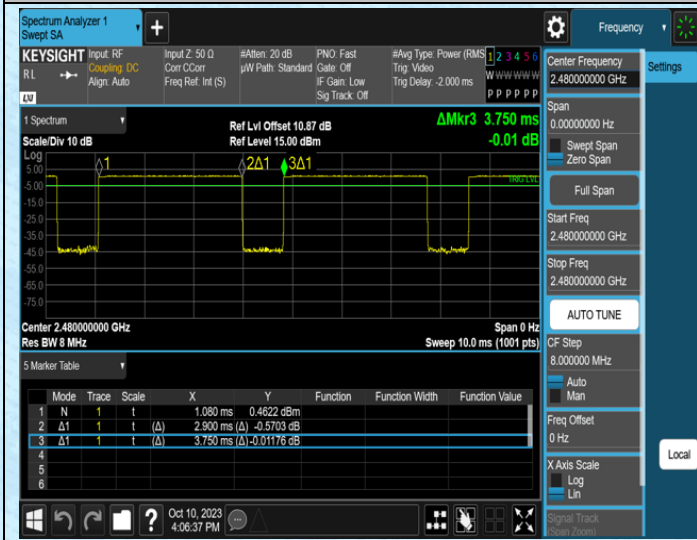 Spectrum Analyzer 1
Swept SA
+
Frequency
KEYSIGHT
RL
LXI
Input: RF
Coupling: DC
Align: Auto
Input Z: 50 Ω
Corr CCorr
Freq Ref: Int (S)
#Atten: 20 dB
µW Path: Standard
PNO: Fast
Gate: Off
IF Gain: Low
Sig Track: Off
#Avg Type: Power (RMS
Trig: Video
Trig Delay: -2.000 ms
1 2 3 4 5 6
W W W W W W
P P P P P P
1 Spectrum
Scale/Div 10 dB
Ref Lvl Offset 10.87 dB
Ref Level 15.00 dBm
ΔMkr3 3.750 ms
-0.01 dB
Log
5.00
-5.00
-15.0
-25.0
-35.0
-45.0
-55.0
-65.0
-75.0
1
2Δ1
3Δ1
TRIG LVL
Center 2.480000000 GHz
Res BW 8 MHz
Span 0 Hz
Sweep 10.0 ms (1001 pts)
5 Marker Table
Mode Trace Scale X Y Function Function Width Function Value
1 N 1 t 1.080 ms 0.4622 dBm
2 Δ1 1 t (Δ) 2.900 ms (Δ) -0.5703 dB
3 Δ1 1 t (Δ) 3.750 ms (Δ) -0.01176 dB
4
5
6
?
Oct 10, 2023
4:06:37 PM
Center Frequency
2.480000000 GHz
Settings
Span
0.00000000 Hz
Swept Span
Zero Span
Full Span
Start Freq
2.480000000 GHz
Stop Freq
2.480000000 GHz
AUTO TUNE
CF Step
8.000000 MHz
Auto
Man
Freq Offset
0 Hz
Local
X Axis Scale
Log
Lin
Signal Track
(Span Zoom)